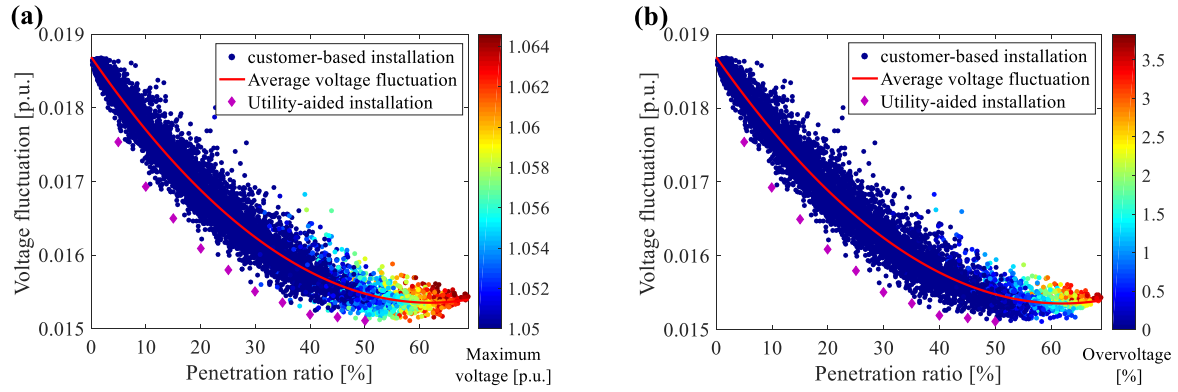 (a)
0.019
0.018
0.017
0.016
0.015
Voltage fluctuation [p.u.]
customer-based installation
Average voltage fluctuation
Utility-aided installation
0 10 20 30 40 50 60
Penetration ratio [%]
1.064
1.062
1.06
1.058
1.056
1.054
1.052
1.05
Maximum
voltage [p.u.]
(b)
0.019
0.018
0.017
0.016
0.015
Voltage fluctuation [p.u.]
customer-based installation
Average voltage fluctuation
Utility-aided installation
0 10 20 30 40 50 60
Penetration ratio [%]
3.5
3
2.5
2
1.5
1
0.5
0
Overvoltage
[%]